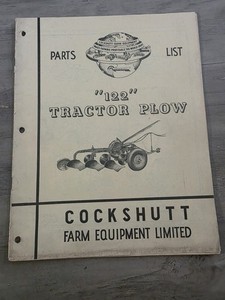 PARTS LIST
"122"
TRACTOR PLOW
COCKSHUTT
FARM EQUIPMENT LIMITED